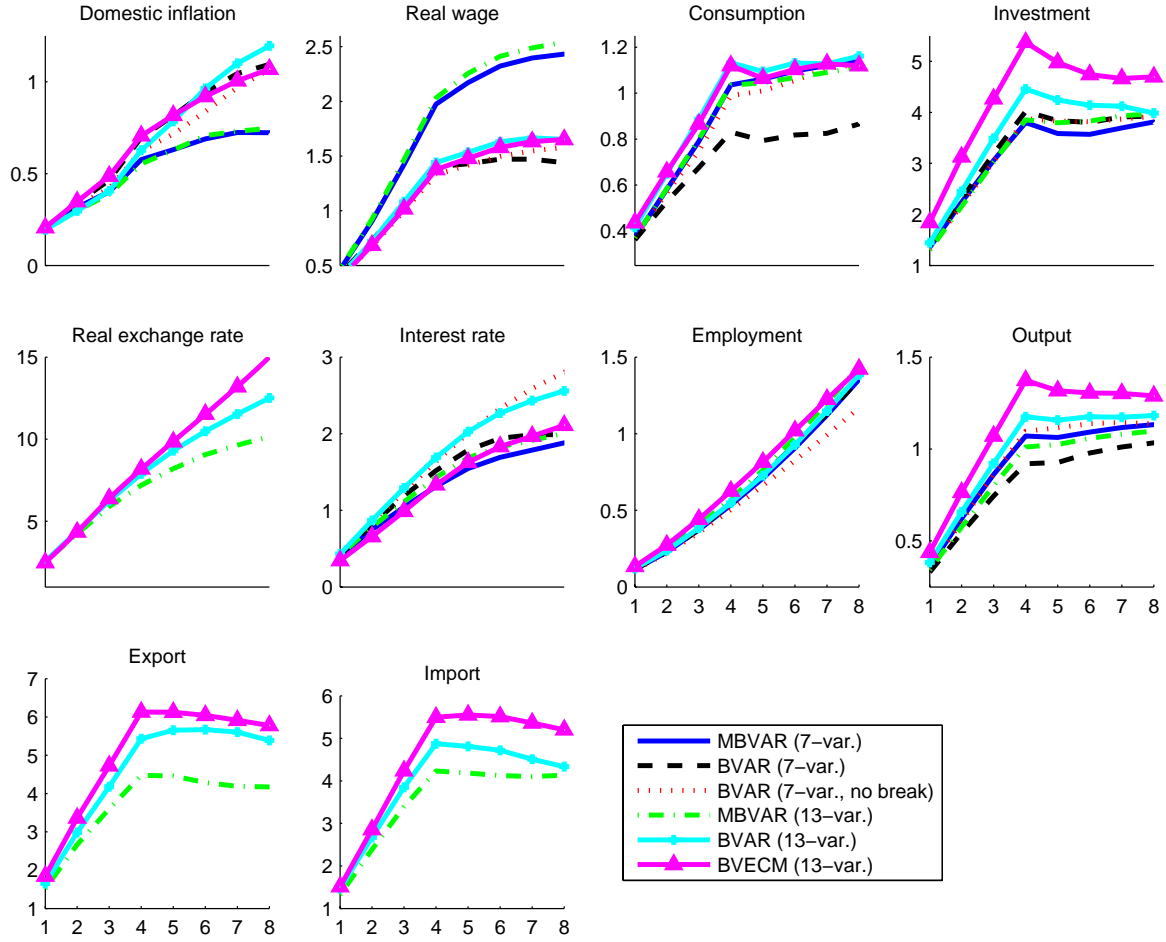 Domestic inflation
Real wage
Consumption
Investment
1
0.5
0
2.5
2
1.5
1
0.5
1.2
1
0.8
0.6
0.4
5
4
3
2
1
Real exchange rate
Interest rate
Employment
Output
15
10
5
3
2
1
0
1.5
1
0.5
0
1 2 3 4 5 6 7 8
1.5
1
0.5
1 2 3 4 5 6 7 8
Export
Import
7
6
5
4
3
2
1
1 2 3 4 5 6 7 8
6
5
4
3
2
1
1 2 3 4 5 6 7 8
MBVAR (7−var.)
BVAR (7−var.)
BVAR (7−var., no break)
MBVAR (13−var.)
BVAR (13−var.)
BVECM (13−var.)